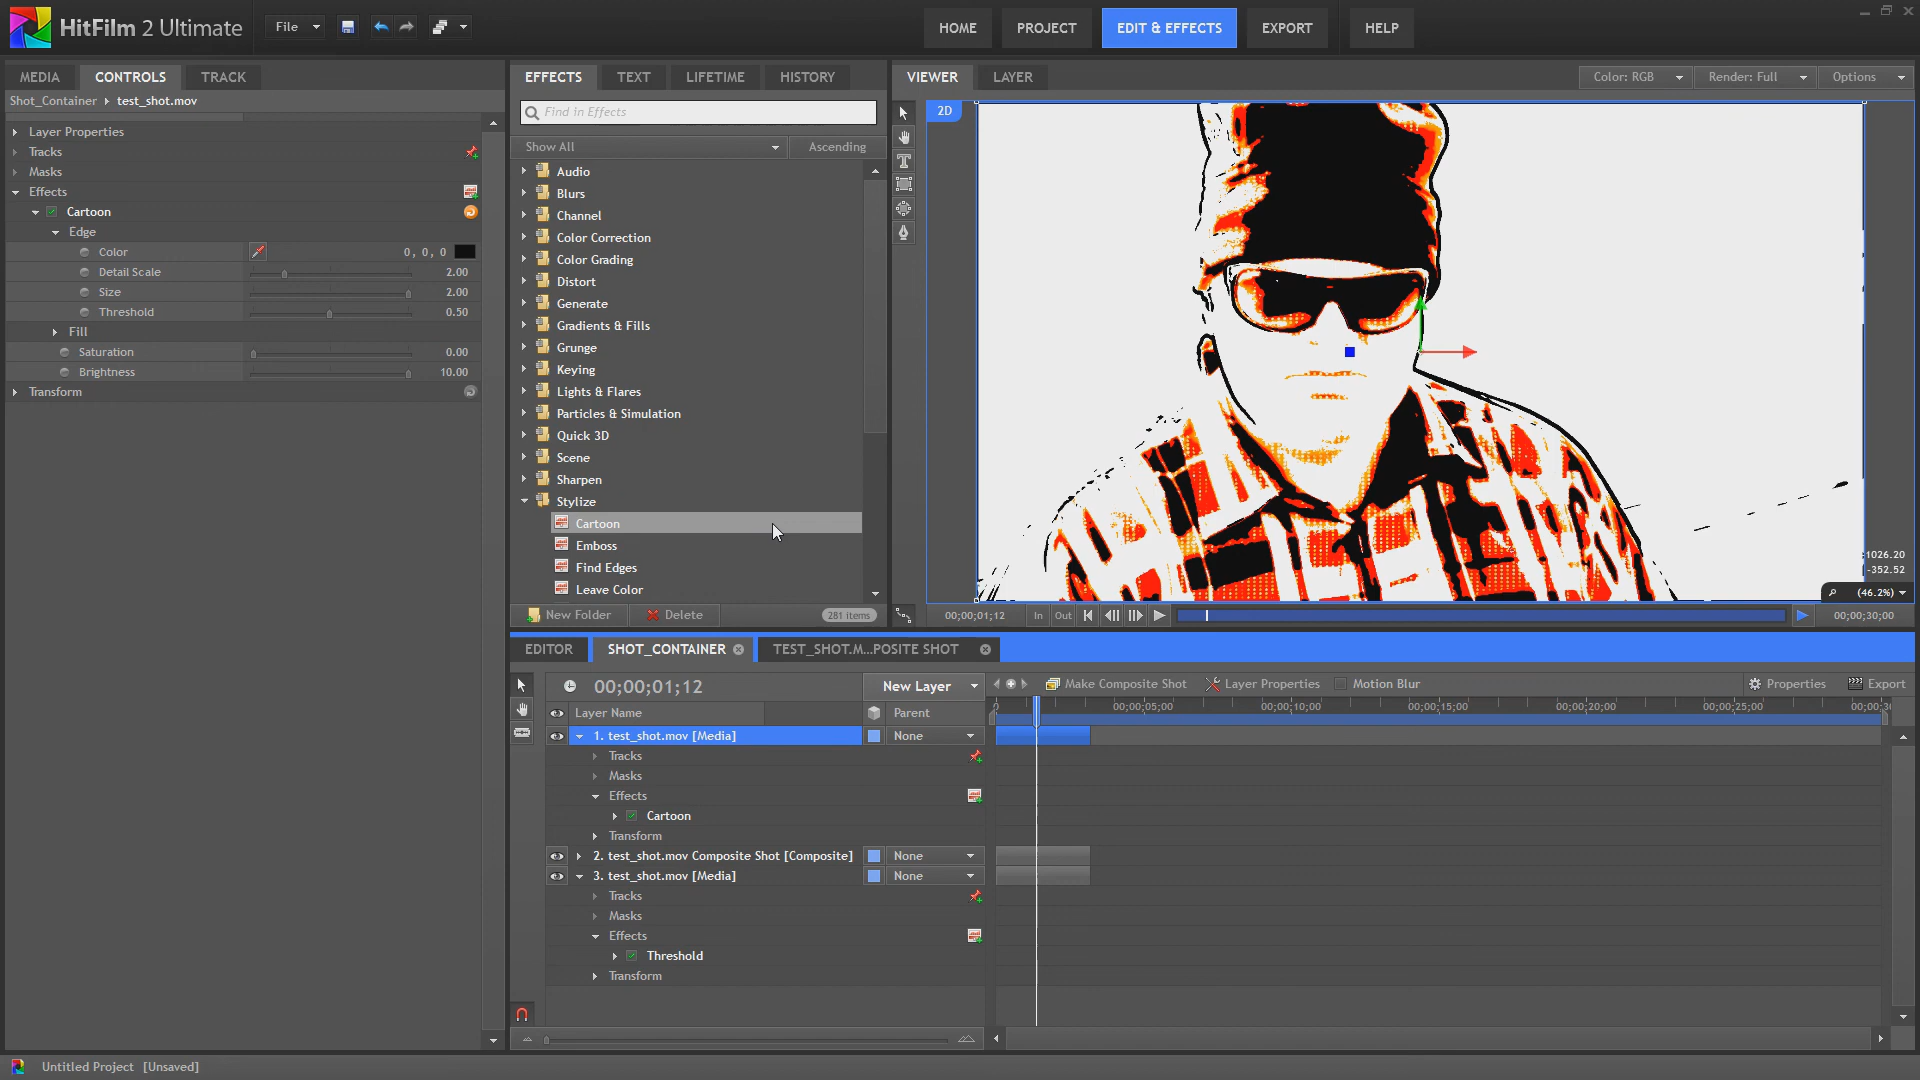 HitFilm 2 Ultimate
File
HOME
PROJECT
EDIT & EFFECTS
EXPORT
HELP
MEDIA
CONTROLS
TRACK
Shot_Container
test_shot.mov
Layer Properties
Tracks
Masks
Effects
Cartoon
Edge
Color
0, 0, 0
Detail Scale
2.00
Size
2.00
Threshold
0.50
Fill
Saturation
0.00
Brightness
10.00
Transform
EFFECTS
TEXT
LIFETIME
HISTORY
Find in Effects
Show All
Ascending
Audio
Blurs
Channel
Color Correction
Color Grading
Distort
Generate
Gradients & Fills
Grunge
Keying
Lights & Flares
Particles & Simulation
Quick 3D
Scene
Sharpen
Stylize
Cartoon
Emboss
Find Edges
Leave Color
New Folder
Delete
281 items
VIEWER
LAYER
Color: RGB
Render: Full
Options
2D
1026.20
-352.52
(46.2%)
00;00;01;12
In
Out
00;00;30;00
EDITOR
SHOT_CONTAINER
TEST_SHOT.M...POSITE SHOT
00;00;01;12
New Layer
Make Composite Shot
Layer Properties
Motion Blur
Properties
Export
Layer Name
Parent
0
00;00;05;00
00;00;10;00
00;00;15;00
00;00;20;00
00;00;25;00
00;00;3
1. test_shot.mov [Media]
None
Tracks
Masks
Effects
Cartoon
Transform
2. test_shot.mov Composite Shot [Composite]
None
3. test_shot.mov [Media]
None
Tracks
Masks
Effects
Threshold
Transform
Untitled Project [Unsaved]